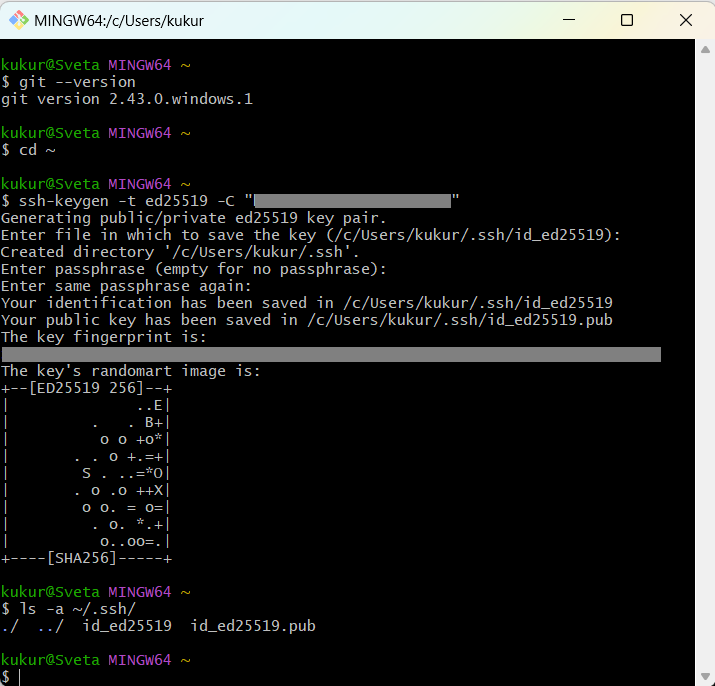 MINGW64:/c/Users/kukur
kukur@Sveta MINGW64 ~
$ git --version
git version 2.43.0.windows.1
kukur@Sveta MINGW64 ~
$ cd ~
kukur@Sveta MINGW64 ~
$ ssh-keygen -t ed25519 -C " "
Generating public/private ed25519 key pair.
Enter file in which to save the key (/c/Users/kukur/.ssh/id_ed25519):
Created directory '/c/Users/kukur/.ssh'.
Enter passphrase (empty for no passphrase):
Enter same passphrase again:
Your identification has been saved in /c/Users/kukur/.ssh/id_ed25519
Your public key has been saved in /c/Users/kukur/.ssh/id_ed25519.pub
The key fingerprint is:
The key's randomart image is:
+--[ED25519 256]--+
|              ..E|
|         .   . B+|
|          o o +o*|
|       . . o +.=+|
|        S . ..=*O|
|       . o .o ++X|
|        o o. = o=|
|         . o. *.+|
|          o..oo=.|
+----[SHA256]-----+
kukur@Sveta MINGW64 ~
$ ls -a ~/.ssh/
./  ../  id_ed25519  id_ed25519.pub
kukur@Sveta MINGW64 ~
$